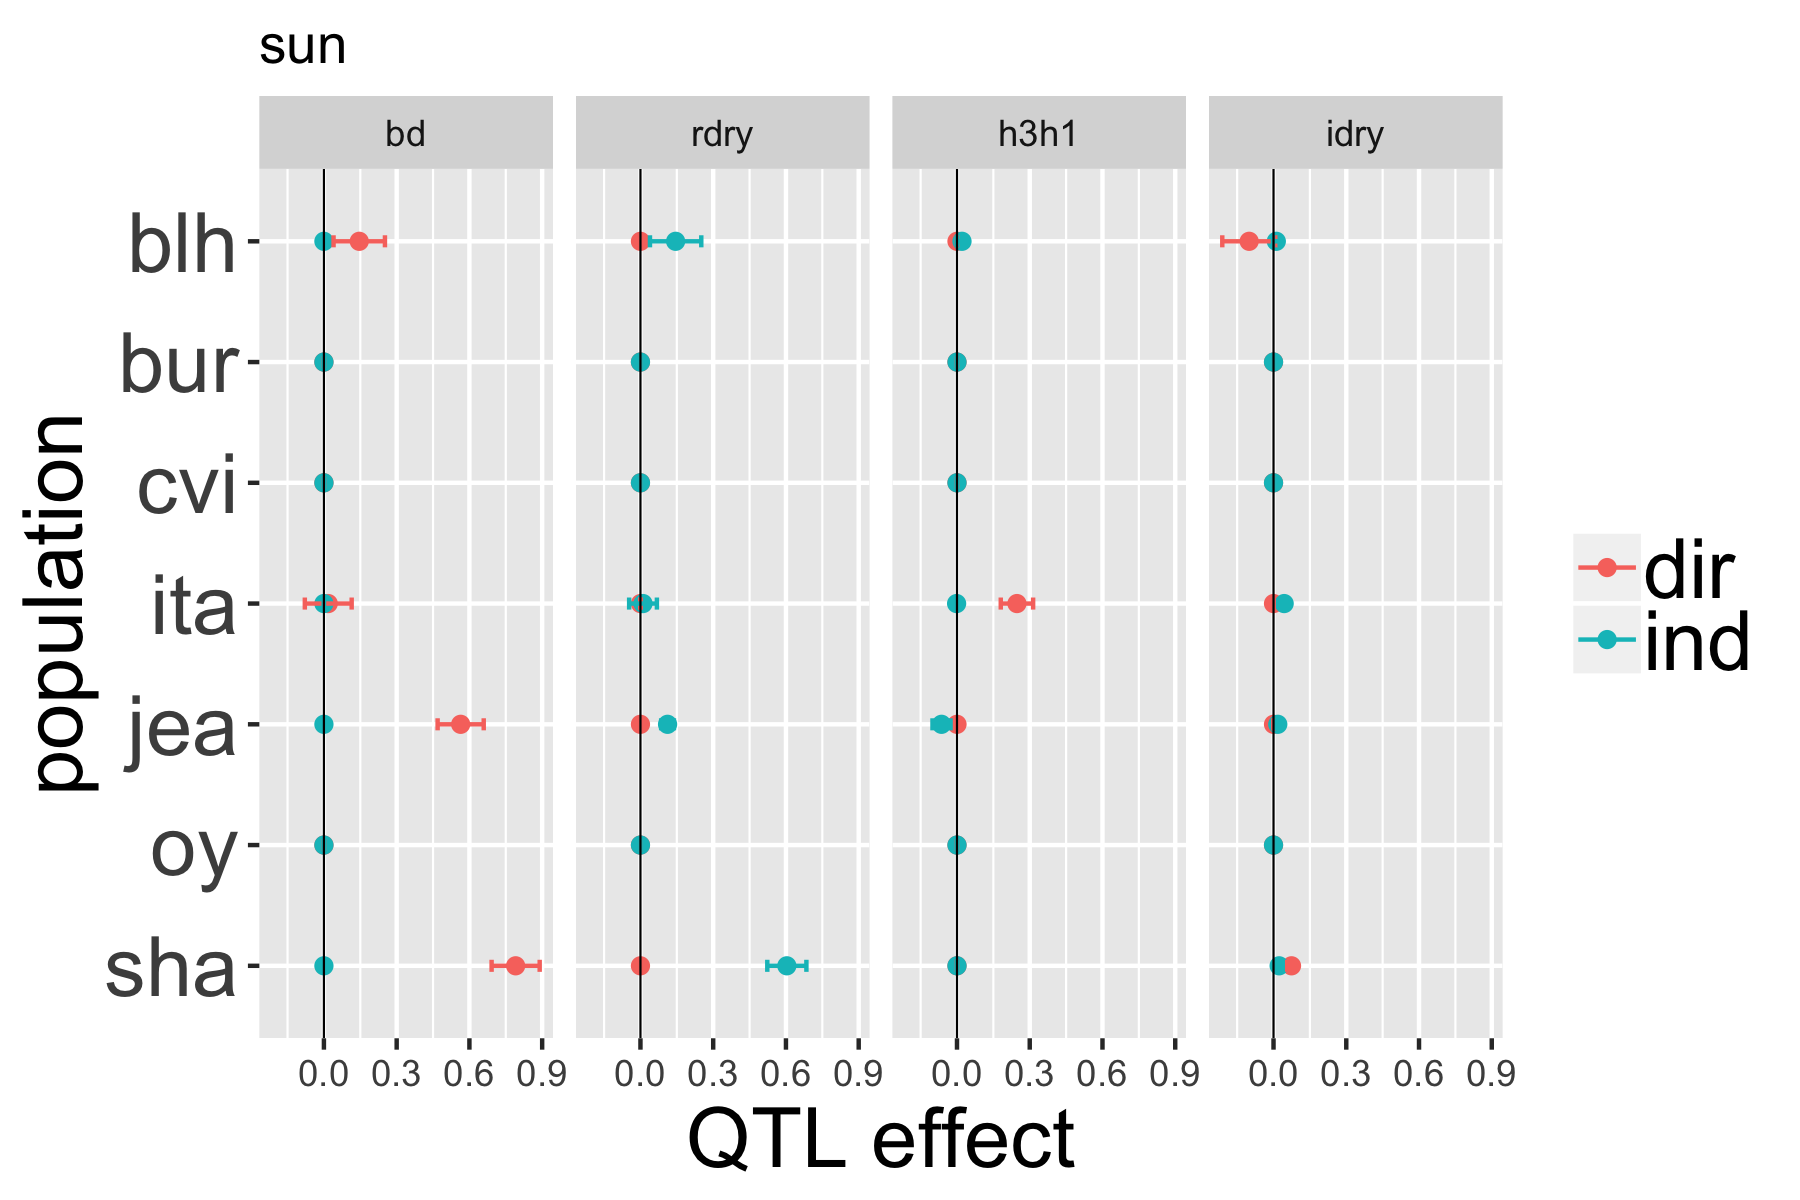 sun
bd rdry h3h1 idry
population
blh
bur
cvi
ita
jea
oy
sha
0.0 0.3 0.6 0.9 0.0 0.3 0.6 0.9 0.0 0.3 0.6 0.9 0.0 0.3 0.6 0.9
QTL effect
dir
ind